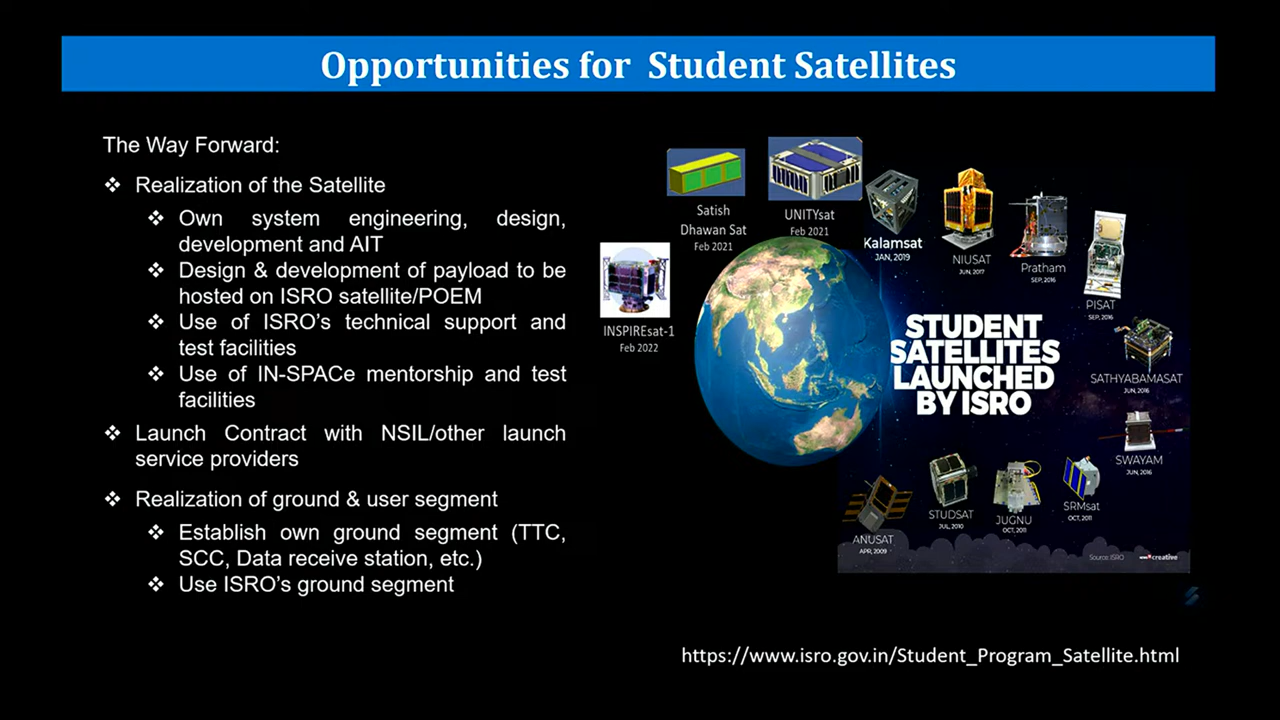 Opportunities for Student Satellites
The Way Forward:
❖ Realization of the Satellite
❖ Own system engineering, design,
development and AIT
❖ Design & development of payload to be
hosted on ISRO satellite/POEM
❖ Use of ISRO's technical support and
test facilities
❖ Use of IN-SPACe mentorship and test
facilities
❖ Launch Contract with NSIL/other launch
service providers
❖ Realization of ground & user segment
❖ Establish own ground segment (TTC,
SCC, Data receive station, etc.)
❖ Use ISRO's ground segment
INSPIREsat-1
Feb 2022
Satish
Dhawan Sat
Feb 2021
UNITYsat
Feb 2021
Kalamsat
JAN, 2019
NIUSAT
JUN, 2017
Pratham
SEP, 2016
PISAT
SEP, 2016
SATHYABAMASAT
JUN, 2016
SWAYAM
JUN, 2016
SRMsat
OCT, 2011
JUGNU
OCT, 2011
STUDSAT
JUL, 2010
ANUSAT
APR, 2009
STUDENT
SATELLITES
LAUNCHED
BY ISRO
Source: ISRO
creative
https://www.isro.gov.in/Student_Program_Satellite.html